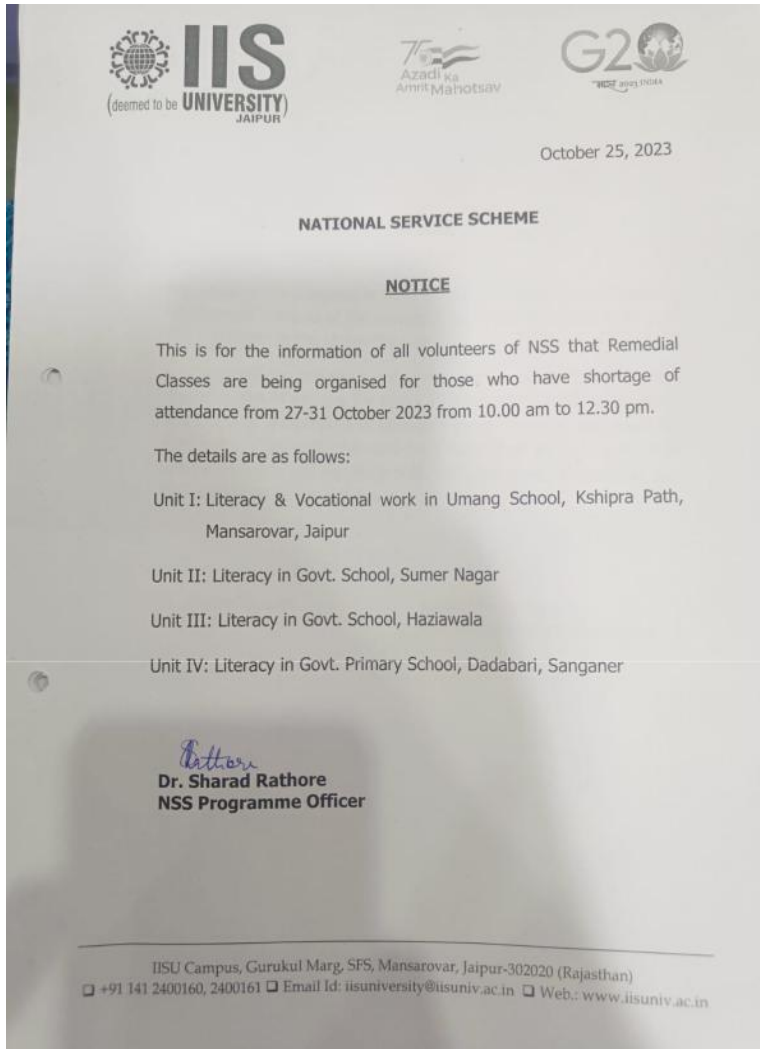 IIS
(deemed to be UNIVERSITY)
JAIPUR
75
Azadi Ka
Amrit Mahotsav
G20
भारत 2023 INDIA
October 25, 2023
NATIONAL SERVICE SCHEME
NOTICE
This is for the information of all volunteers of NSS that Remedial
Classes are being organised for those who have shortage of
attendance from 27-31 October 2023 from 10.00 am to 12.30 pm.
The details are as follows:
Unit I: Literacy & Vocational work in Umang School, Kshipra Path,
Mansarovar, Jaipur
Unit II: Literacy in Govt. School, Sumer Nagar
Unit III: Literacy in Govt. School, Haziawala
Unit IV: Literacy in Govt. Primary School, Dadabari, Sanganer
Rathore
Dr. Sharad Rathore
NSS Programme Officer
IISU Campus, Gurukul Marg, SFS, Mansarovar, Jaipur-302020 (Rajasthan)
❑ +91 141 2400160, 2400161 ❑ Email Id: iisuniversity@iisuniv.ac.in ❑ Web.: www.iisuniv.ac.in